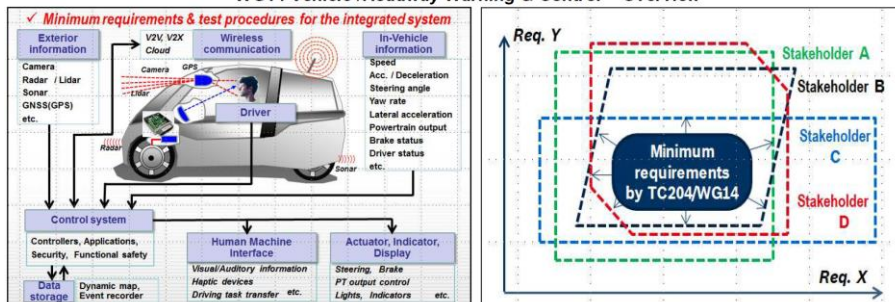 ✓ Minimum requirements & test procedures for the integrated system
Exterior
information
Camera
Radar / Lidar
Sonar
GNSS(GPS)
etc.
V2V, V2X
Cloud
Wireless
communication
In-Vehicle
information
Speed
Acc. / Deceleration
Steering angle
Yaw rate
Lateral acceleration
Powertrain output
Brake status
Driver status
etc.
Camera
GPS
Lidar
Driver
Radar
Sonar
Control system
Controllers, Applications,
Security, Functional safety
Data
storage
Dynamic map,
Event recorder
Human Machine
Interface
Visual/Auditory information
Haptic devices
Driving task transfer etc.
Actuator, Indicator,
Display
Steering, Brake
PT output control
Lights, Indicators etc.
Req. Y
Stakeholder A
Stakeholder
B
Stakeholder
C
Stakeholder
D
Minimum
requirements
by TC204/WG14
Req. X